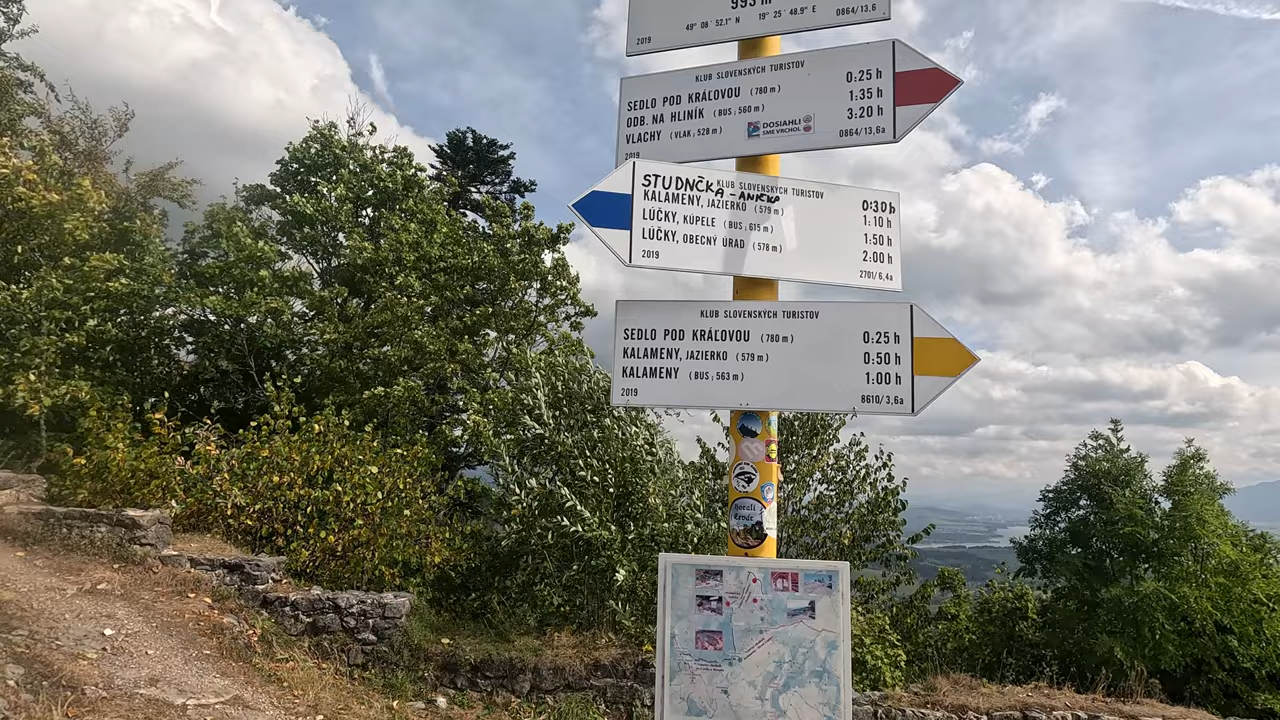 993 m
49° 08´ 52.1" N 19° 25´ 48.9" E 0864/13,6
2019
KLUB SLOVENSKÝCH TURISTOV
SEDLO POD KRÁĽOVOU (780 m) 0:25 h
ODB. NA HLINÍK (BUS; 560 m) 1:35 h
VLACHY (VLAK; 528 m) 3:20 h
DOSIAHLI
SME VRCHOL
2019 0864/13,6a
KLUB SLOVENSKÝCH TURISTOV
STUDNČKA - ANIČKA 0:30 h
KALAMENY, JAZIERKO (579 m) 1:10 h
LÚČKY, KÚPELE (BUS; 615 m) 1:50 h
LÚČKY, OBECNÝ ÚRAD (578 m) 2:00 h
2019 2701/6,4a
KLUB SLOVENSKÝCH TURISTOV
SEDLO POD KRÁĽOVOU (780 m) 0:25 h
KALAMENY, JAZIERKO (579 m) 0:50 h
KALAMENY (BUS; 563 m) 1:00 h
2019 8610/3,6a
horali